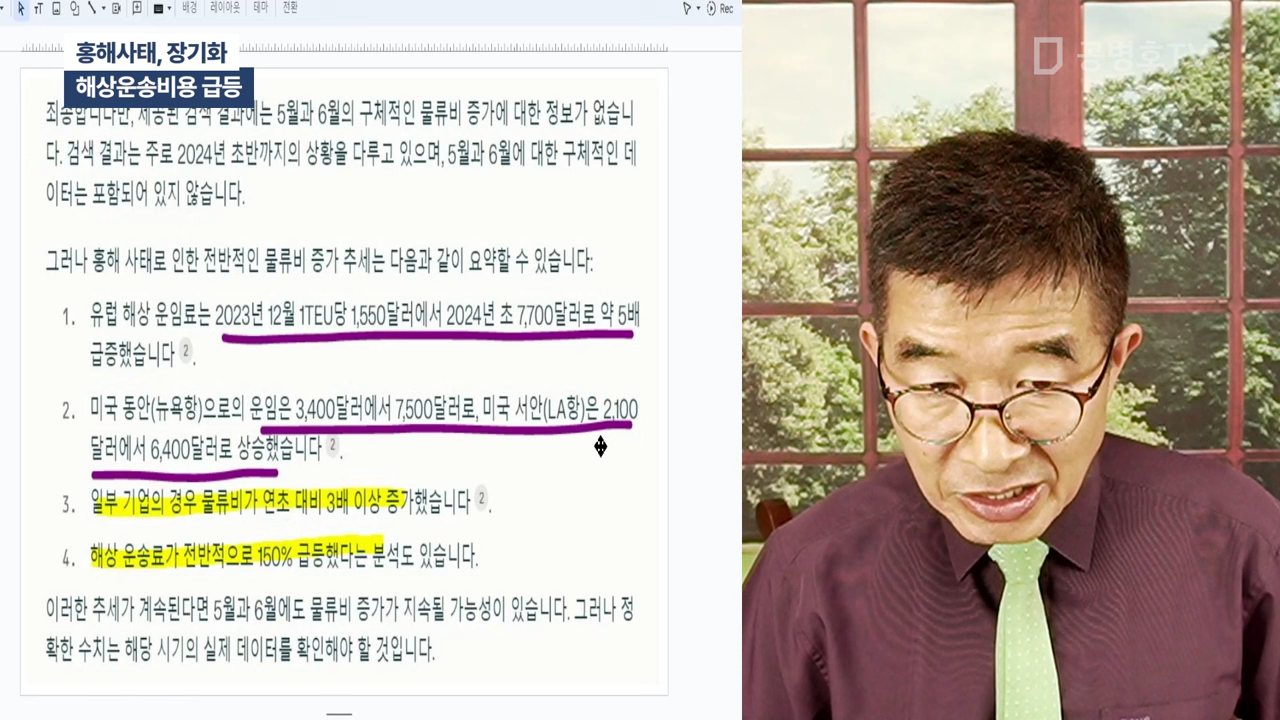 배경 레이아웃 테마 전환
Rec
홍해사태, 장기화
해상운송비용 급등
공병호TV
죄송합니다만, 제공된 검색 결과에는 5월과 6월의 구체적인 물류비 증가에 대한 정보가 없습니
다. 검색 결과는 주로 2024년 초반까지의 상황을 다루고 있으며, 5월과 6월에 대한 구체적인 데
이터는 포함되어 있지 않습니다.
그러나 홍해 사태로 인한 전반적인 물류비 증가 추세는 다음과 같이 요약할 수 있습니다:
1. 유럽 해상 운임료는 2023년 12월 1TEU당 1,550달러에서 2024년 초 7,700달러로 약 5배
급증했습니다 2.
2. 미국 동안(뉴욕항)으로의 운임은 3,400달러에서 7,500달러로, 미국 서안(LA항)은 2,100
달러에서 6,400달러로 상승했습니다 2.
3. 일부 기업의 경우 물류비가 연초 대비 3배 이상 증가했습니다 2.
4. 해상 운송료가 전반적으로 150% 급등했다는 분석도 있습니다.
이러한 추세가 계속된다면 5월과 6월에도 물류비 증가가 지속될 가능성이 있습니다. 그러나 정
확한 수치는 해당 시기의 실제 데이터를 확인해야 할 것입니다.